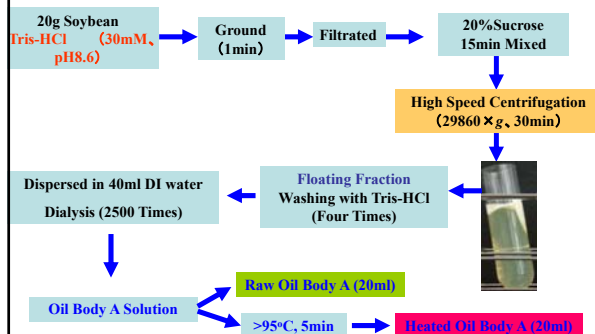 20g Soybean
Tris-HCl （30mM、
pH8.6）
Ground
（1min）
Filtrated
20%Sucrose
15min Mixed
High Speed Centrifugation
（29860×g、30min）
Floating Fraction
Washing with Tris-HCl
(Four Times)
Dispersed in 40ml DI water
Dialysis (2500 Times)
Oil Body A Solution
Raw Oil Body A (20ml)
>95°C, 5min
Heated Oil Body A (20ml)